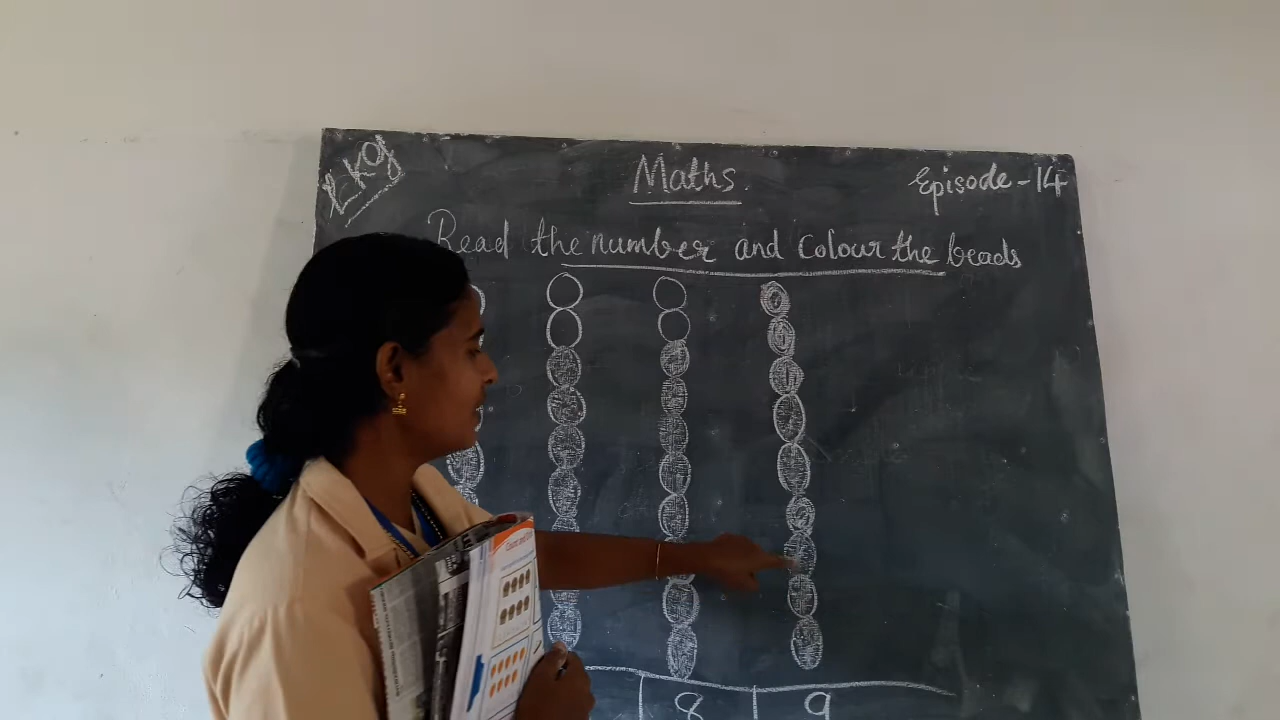 Lkg
Maths.
Episode-14
Read the number and colour the beads
8
9